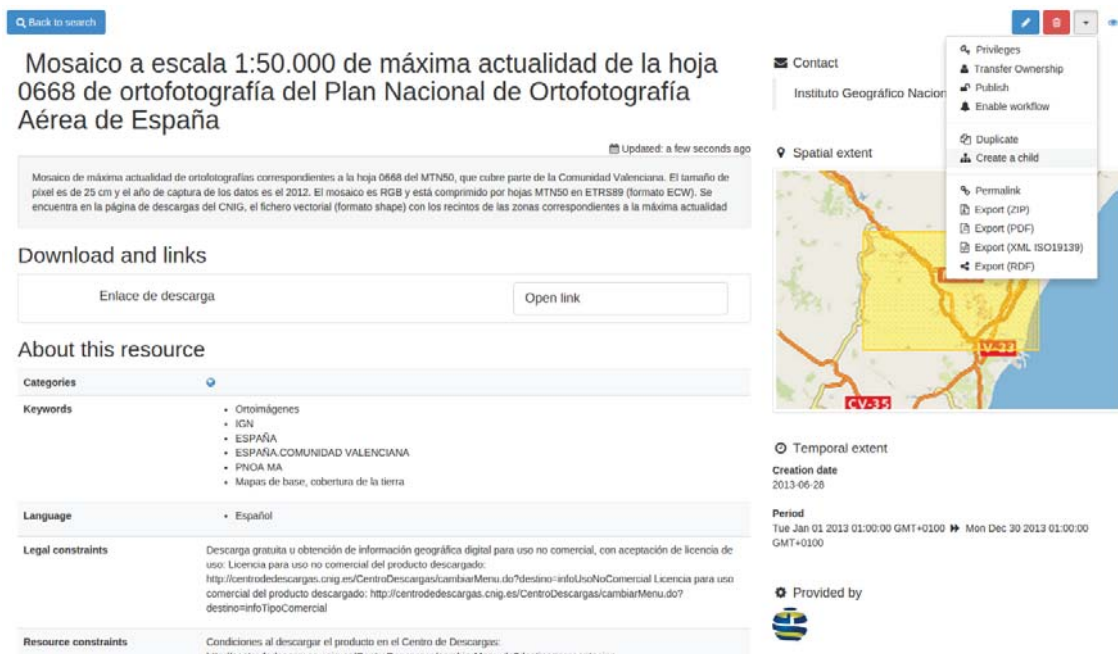 Back to search
Mosaico a escala 1:50.000 de máxima actualidad de la hoja
0668 de ortofotografía del Plan Nacional de Ortofotografía
Aérea de España
Updated: a few seconds ago
Mosaico de máxima actualidad de ortofotografías correspondientes a la hoja 0668 del MTN50, que cubre parte de la Comunidad Valenciana. El tamaño de
pixel es de 25 cm y el año de captura de los datos es el 2012. El mosaico es RGB y está comprimido por hojas MTN50 en ETRS89 (formato ECW). Se
encuentra en la página de descargas del CNIG, el fichero vectorial (formato shape) con los recintos de las zonas correspondientes a la máxima actualidad
Download and links
Enlace de descarga
Open link
About this resource
Categories
Keywords
• Ortoimágenes
• IGN
• ESPAÑA
• ESPAÑA.COMUNIDAD VALENCIANA
• PNOA MA
• Mapas de base, cobertura de la tierra
Language
• Español
Legal constraints
Descarga gratuita u obtención de información geográfica digital para uso no comercial, con aceptación de licencia de
uso: Licencia para uso no comercial del producto descargado:
http://centrodedescargas.cnig.es/CentroDescargas/cambiarMenu.do?destino=infoUsoNoComercial Licencia para uso
comercial del producto descargado: http://centrodedescargas.cnig.es/CentroDescargas/cambiarMenu.do?
destino=infoTipoComercial
Resource constraints
Condiciones al descargar el producto en el Centro de Descargas:
Contact
Instituto Geográfico Nacion
Privileges
Transfer Ownership
Publish
Enable workflow
Duplicate
Create a child
Permalink
Export (ZIP)
Export (PDF)
Export (XML ISO19139)
Export (RDF)
Spatial extent
V-23
CV-35
Temporal extent
Creation date
2013-06-28
Period
Tue Jan 01 2013 01:00:00 GMT+0100 Mon Dec 30 2013 01:00:00
GMT+0100
Provided by